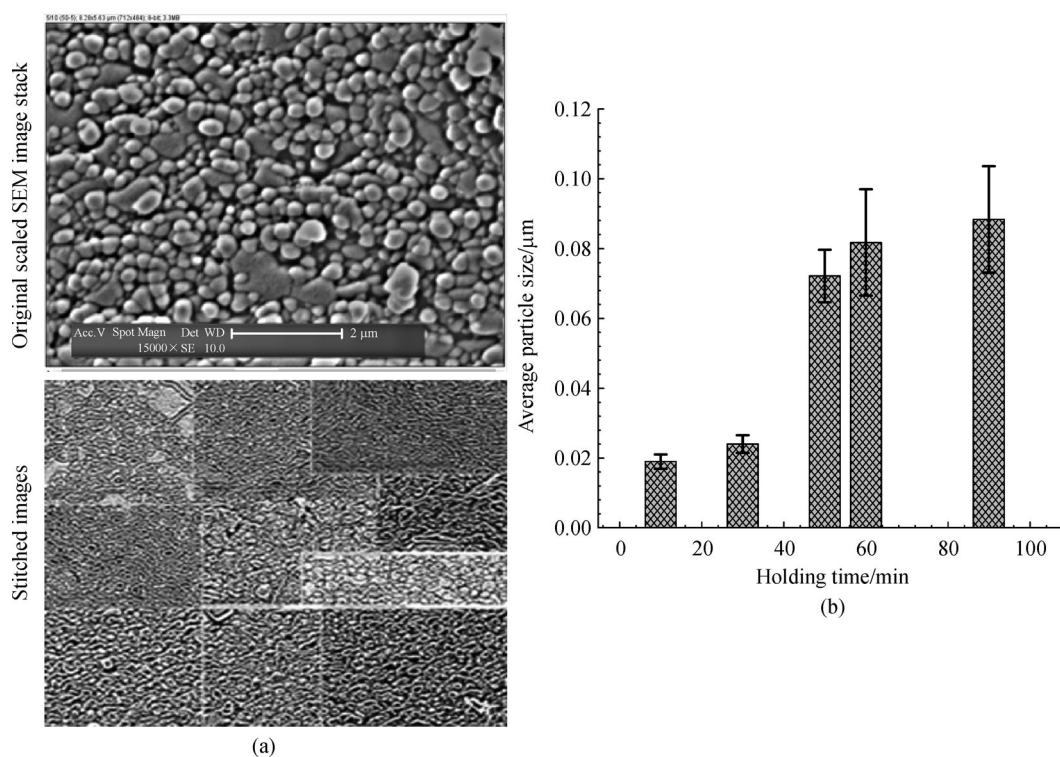 5/10 (50-5); 8.28x5.63 μm (712x484); 8-bit; 3.3MB
Original scaled SEM image stack
Acc.V Spot Magn Det WD
15000× SE 10.0
2 μm
Stitched images
(a)
Average particle size/μm
0.12
0.10
0.08
0.06
0.04
0.02
0.00
0 20 40 60 80 100
Holding time/min
(b)